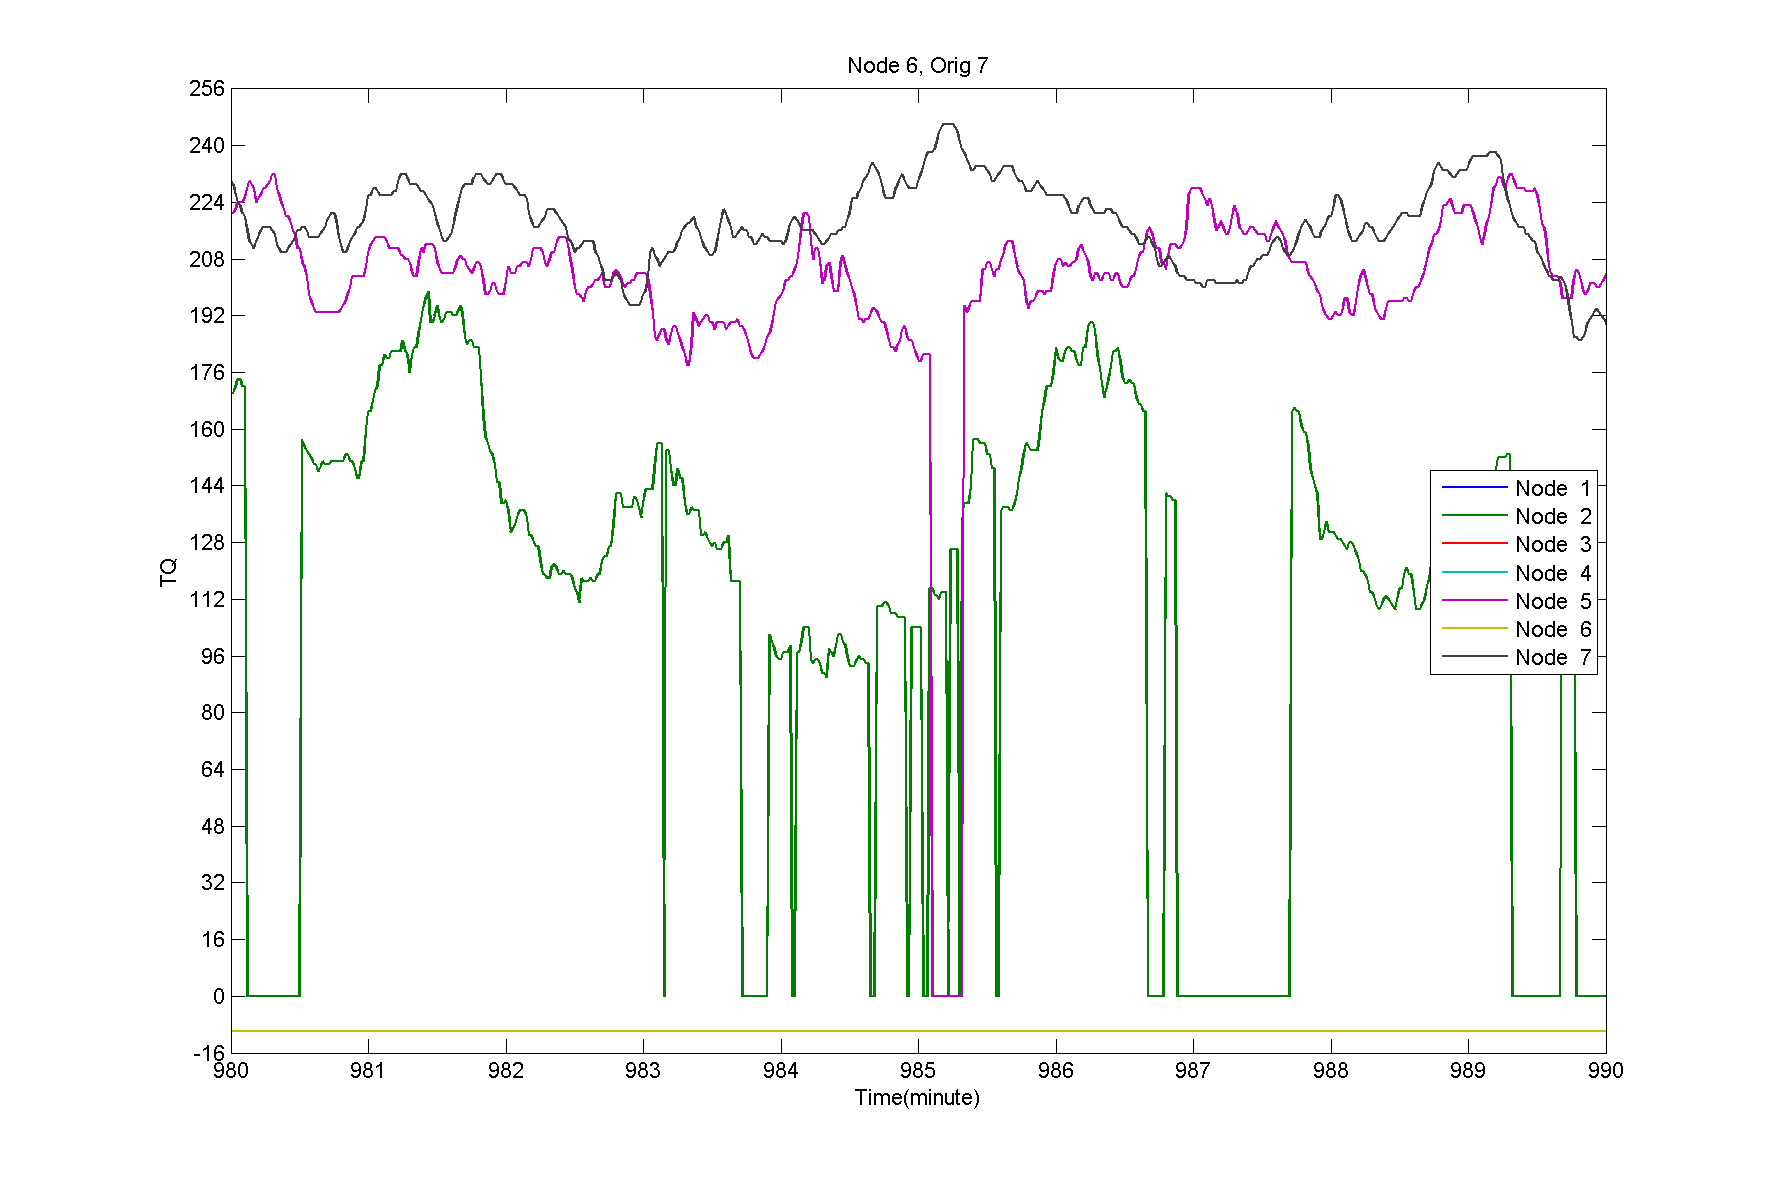 Node 6, Orig 7
256
240
224
208
192
176
160
144
128
112
96
80
64
48
32
16
0
-16
TQ
Node 1
Node 2
Node 3
Node 4
Node 5
Node 6
Node 7
980 981 982 983 984 985 986 987 988 989 990
Time(minute)